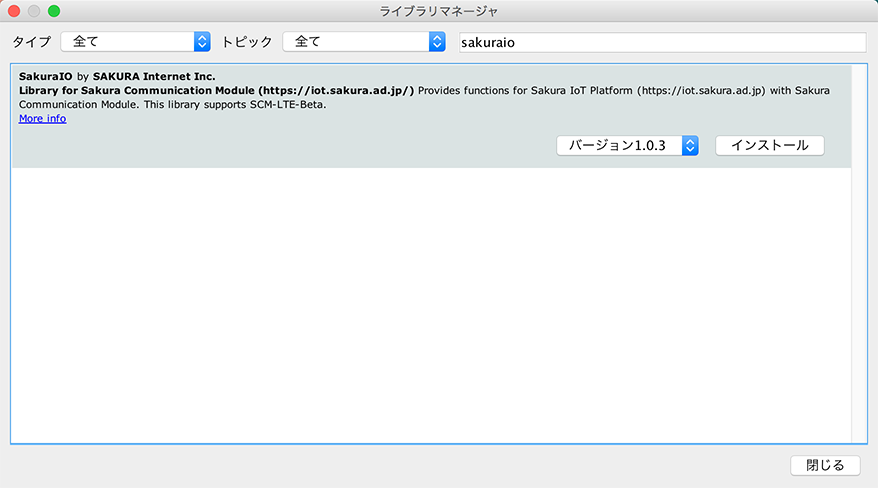 ライブラリマネージャ
タイプ 全て トピック 全て sakuraio
SakuraIO by SAKURA Internet Inc.
Library for Sakura Communication Module (https://iot.sakura.ad.jp/) Provides functions for Sakura IoT Platform (https://iot.sakura.ad.jp) with Sakura
Communication Module. This library supports SCM-LTE-Beta.
More info
バージョン1.0.3 インストール
閉じる